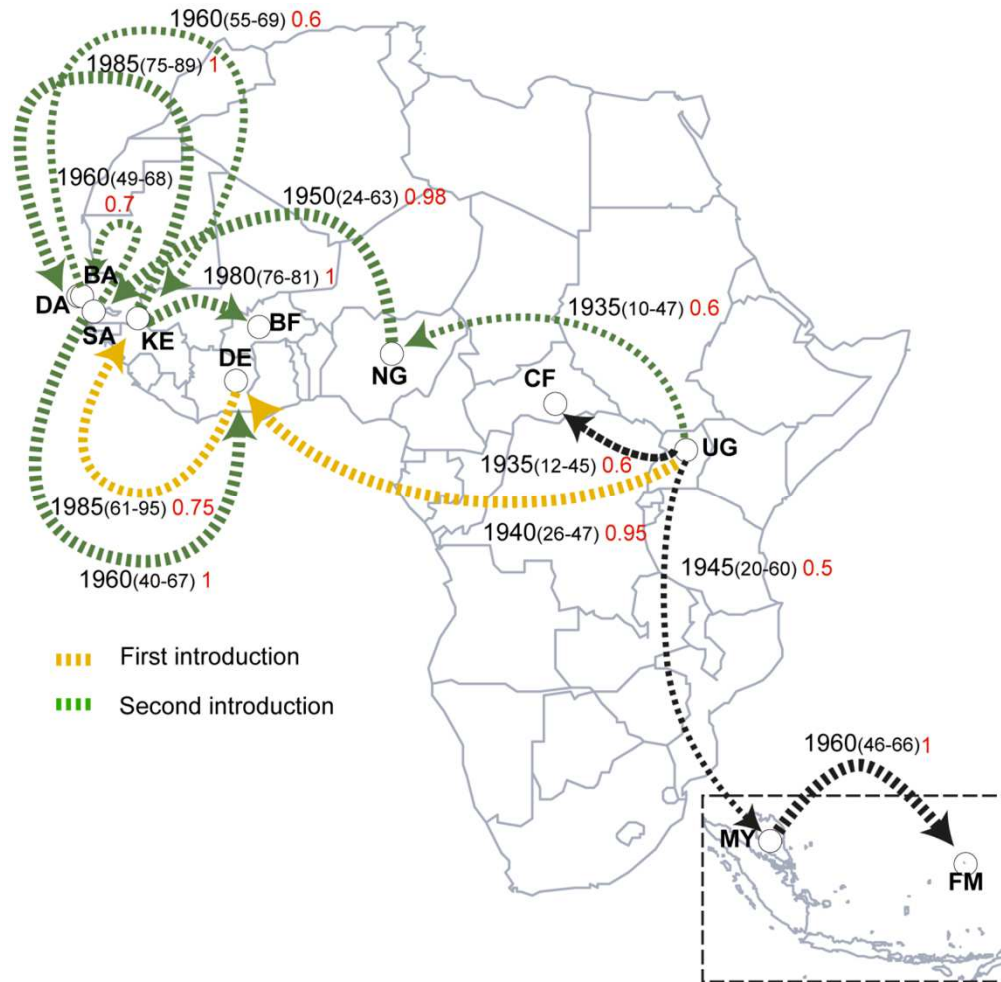 1960(55-69) 0.6
1985(75-89) 1
1960(49-68)
0.7
1950(24-63) 0.98
1980(76-81) 1
1935(10-47) 0.6
BA
DA
SA
KE
BF
DE
NG
CF
UG
1935(12-45) 0.6
1985(61-95) 0.75
1940(26-47) 0.95
1945(20-60) 0.5
1960(40-67) 1
First introduction
Second introduction
1960(46-66)1
MY
FM